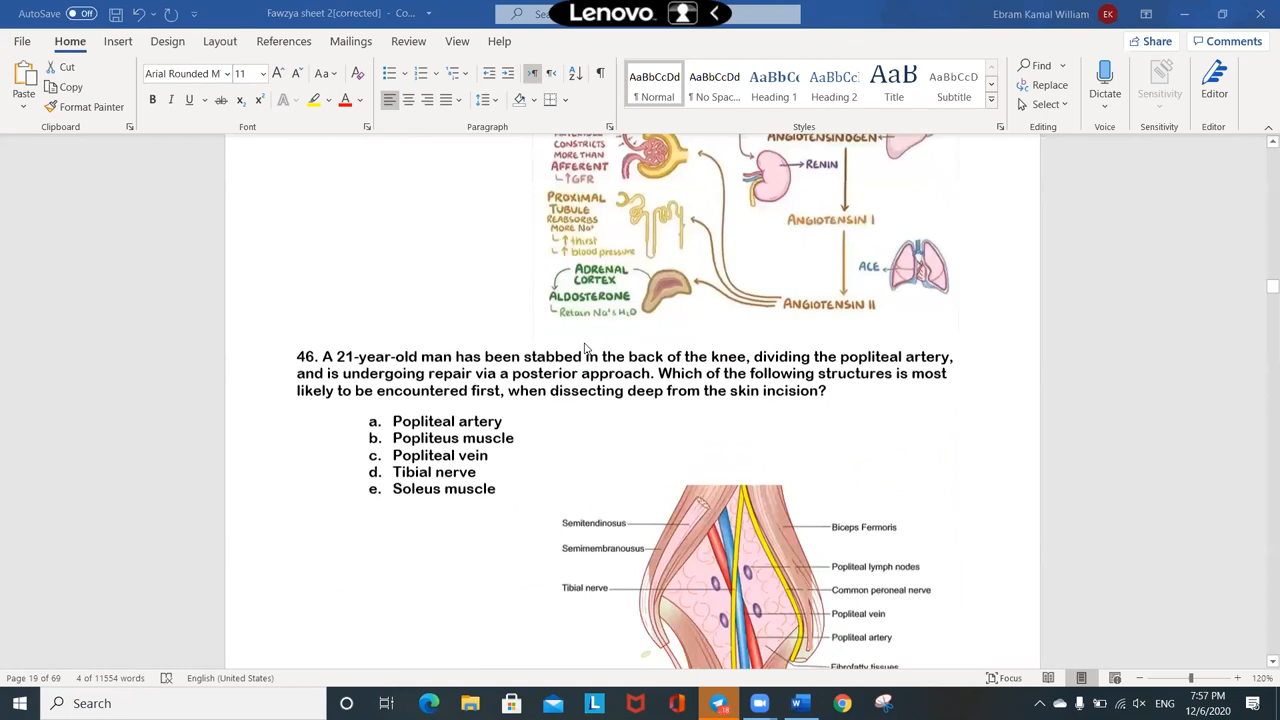 Lenovo
AutoSave Off
Fawzya sheet 2 word
Ebram Kamal William
EK
File Home Insert Design Layout References Mailings Review View Help
Share Comments
Paste
Cut
Copy
Format Painter
Arial Rounded M 11
AaBbCcDd AaBbCcDd AaBbCc AaBbCc AaB AaBbCcDd
¶ Normal ¶ No Spac... Heading 1 Heading 2 Title Subtitle
Find
Replace
Select
Dictate Sensitivity Editor
Clipboard Font Paragraph Styles Editing Voice Sensitivity Editor
CONSTRICTS
MORE THAN
AFFERENT
↑GFR
PROXIMAL
TUBULE
REABSORBS
MORE Na+
↑ thirst
↑ blood pressure
ADRENAL
CORTEX
ALDOSTERONE
Retain Na+ & H2O
ANGIOTENSINOGEN
RENIN
ANGIOTENSIN I
ACE
ANGIOTENSIN II
46. A 21-year-old man has been stabbed in the back of the knee, dividing the popliteal artery,
and is undergoing repair via a posterior approach. Which of the following structures is most
likely to be encountered first, when dissecting deep from the skin incision?
a. Popliteal artery
b. Popliteus muscle
c. Popliteal vein
d. Tibial nerve
e. Soleus muscle
Semitendinosus
Semimembranousus
Tibial nerve
Biceps Fermoris
Popliteal lymph nodes
Common peroneal nerve
Popliteal vein
Popliteal artery
Fibrofatty tissues
Page 19 of 69 4 of 11554 words English (United States)
Focus
120%
Search
18
ENG
7:57 PM
12/6/2020